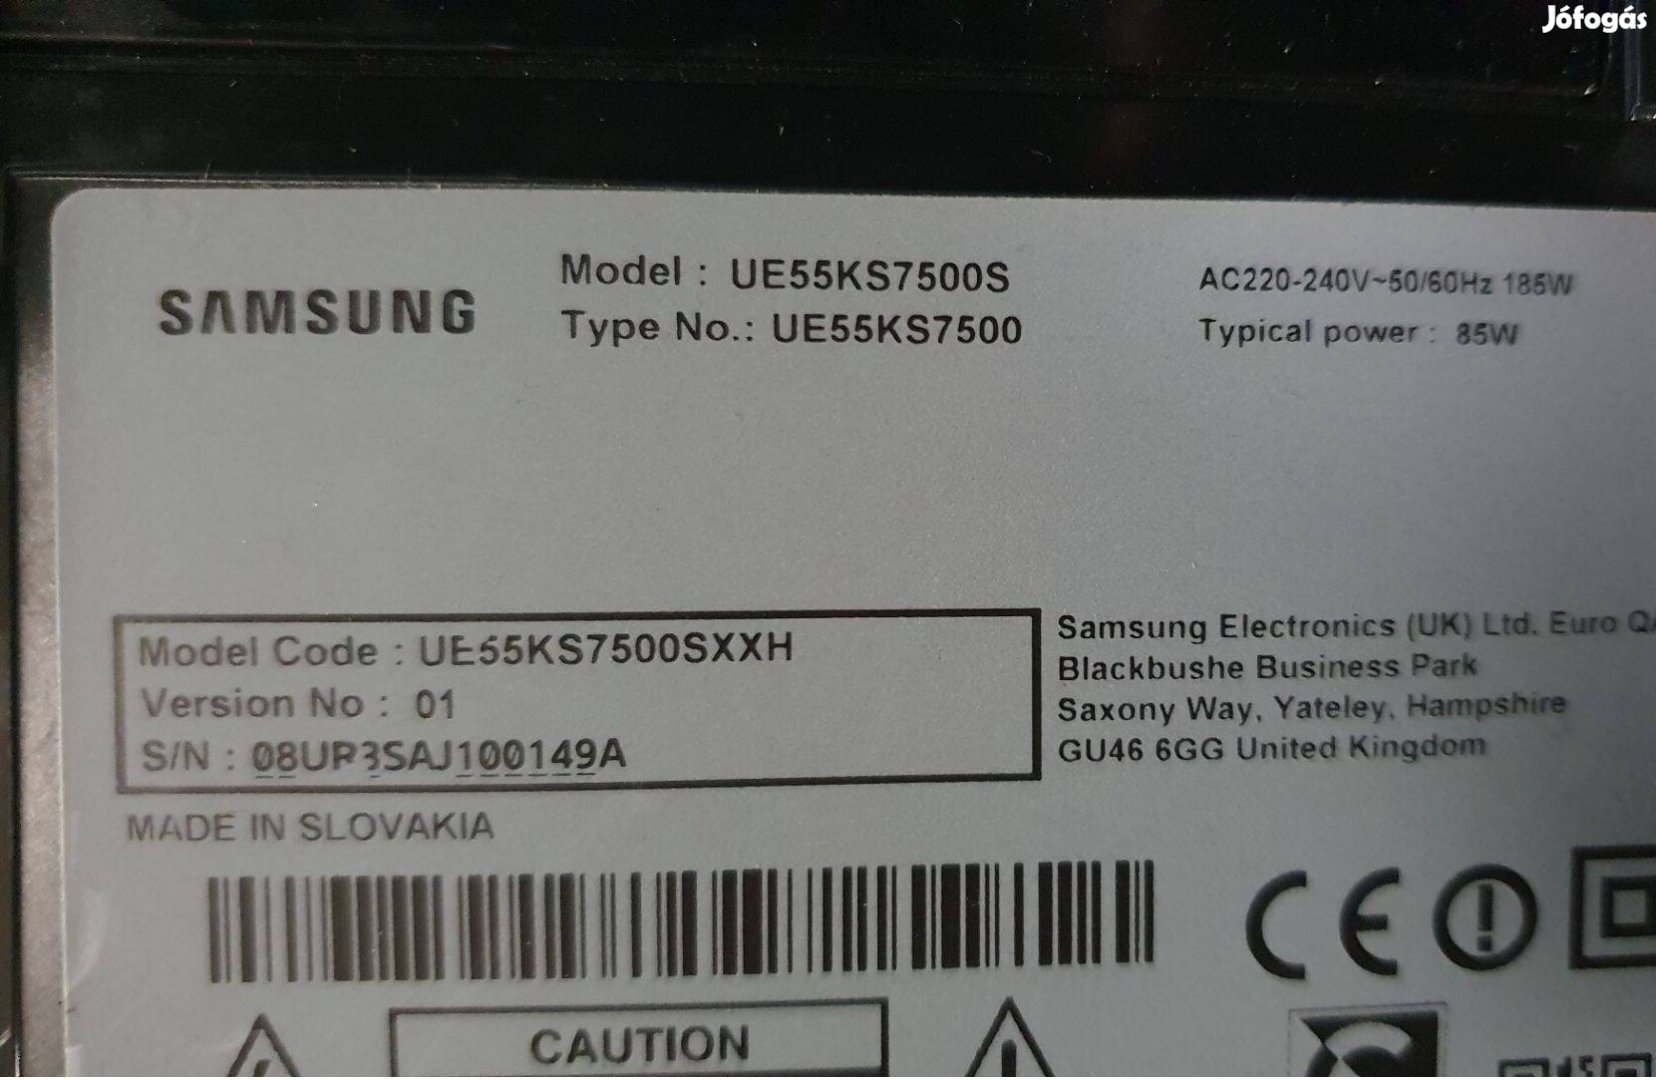 Jófogás
SAMSUNG
Model : UE55KS7500S
Type No.: UE55KS7500
AC220-240V~50/60Hz 185W
Typical power : 85W
Model Code : UE55KS7500SXXH
Version No : 01
S/N : 08UP3SAJ100149A
MADE IN SLOVAKIA
Samsung Electronics (UK) Ltd. Euro
Blackbushe Business Park
Saxony Way, Yateley, Hampshire
GU46 6GG United Kingdom
CE
CAUTION